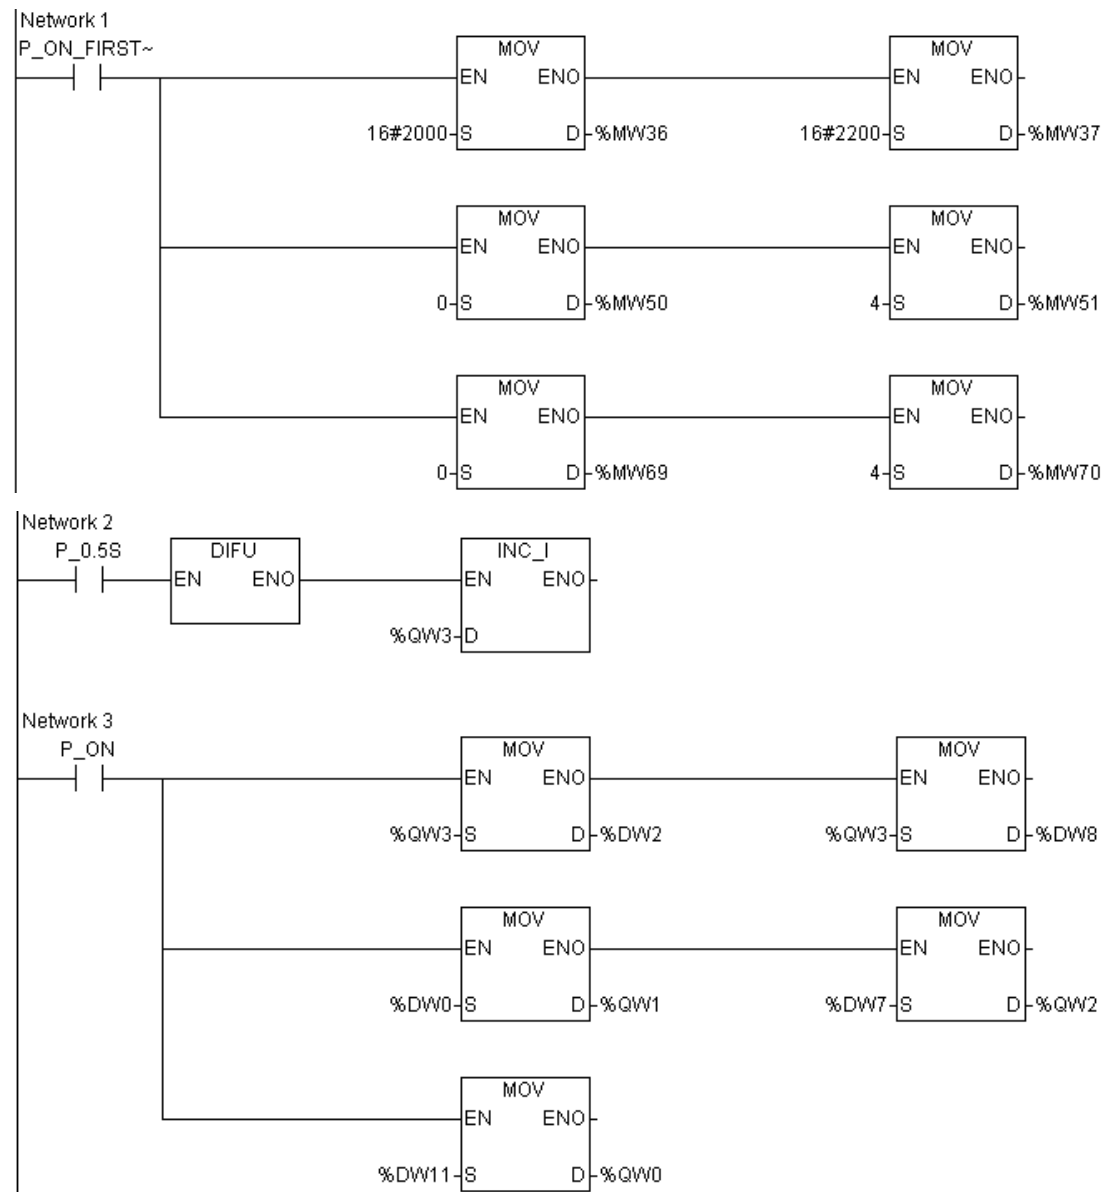 Network 1
P_ON_FIRST~
MOV MOV
EN ENO EN ENO
16#2000 S D %MW36 16#2200 S D %MW37
MOV MOV
EN ENO EN ENO
0 S D %MW50 4 S D %MW51
MOV MOV
EN ENO EN ENO
0 S D %MW69 4 S D %MW70
Network 2
P_0.5S DIFU INC_I
EN ENO EN ENO
%QW3 D
Network 3
P_ON MOV MOV
EN ENO EN ENO
%QW3 S D %DW2 %QW3 S D %DW8
MOV MOV
EN ENO EN ENO
%DW0 S D %QW1 %DW7 S D %QW2
MOV
EN ENO
%DW11 S D %QW0